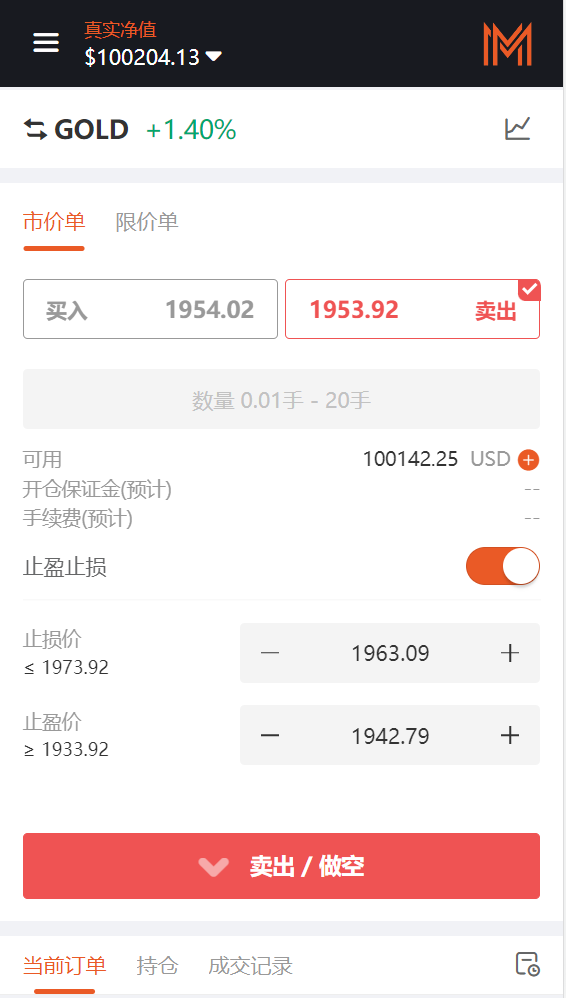 真实净值
$100204.13
GOLD +1.40%
市价单 限价单
买入 1954.02 1953.92 卖出
数量 0.01手 - 20手
可用 100142.25 USD
开仓保证金(预计) --
手续费(预计) --
止盈止损
止损价
≤ 1973.92
— 1963.09 +
止盈价
≥ 1933.92
— 1942.79 +
卖出 / 做空
当前订单 持仓 成交记录